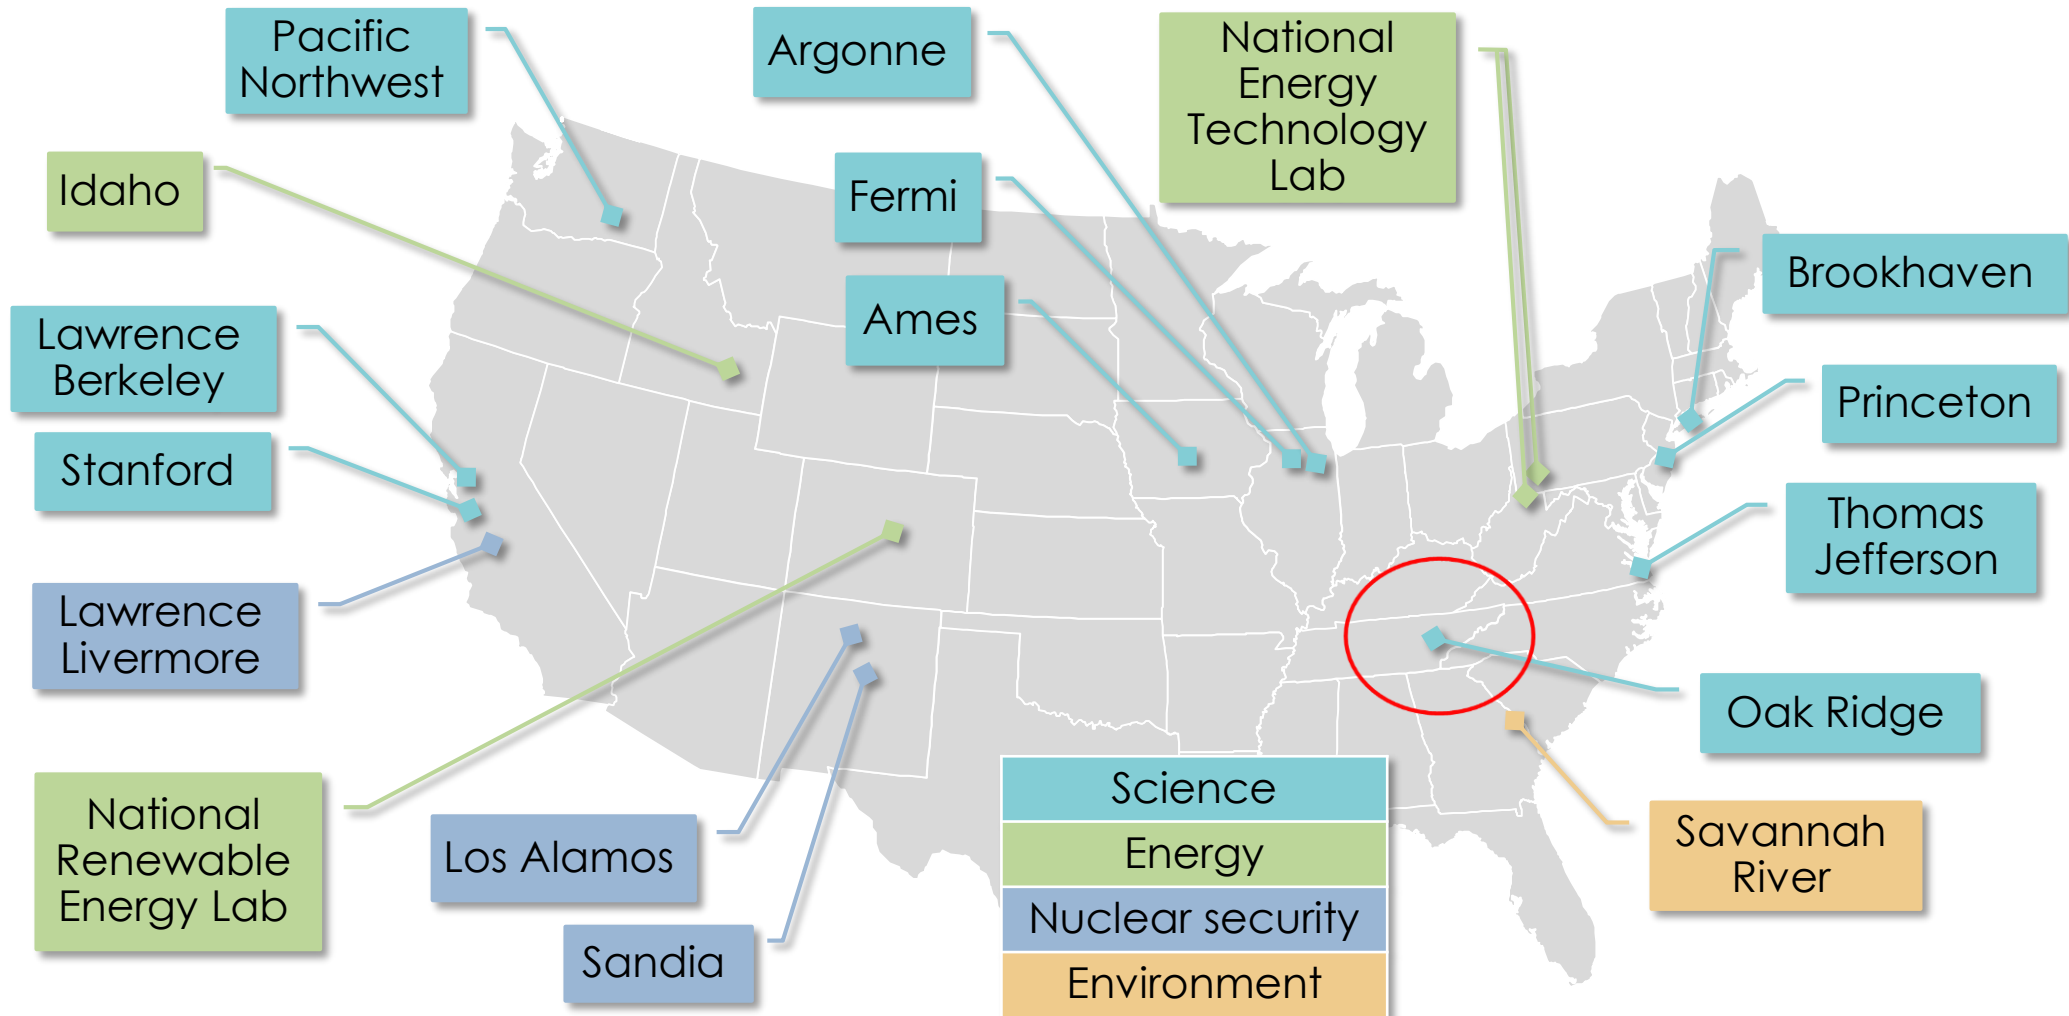 Pacific
Northwest
Argonne
National
Energy
Technology
Lab
Idaho
Fermi
Brookhaven
Ames
Lawrence
Berkeley
Princeton
Stanford
Thomas
Jefferson
Lawrence
Livermore
Oak Ridge
National
Renewable
Energy Lab
Los Alamos
Sandia
Science
Energy
Nuclear security
Environment
Savannah
River